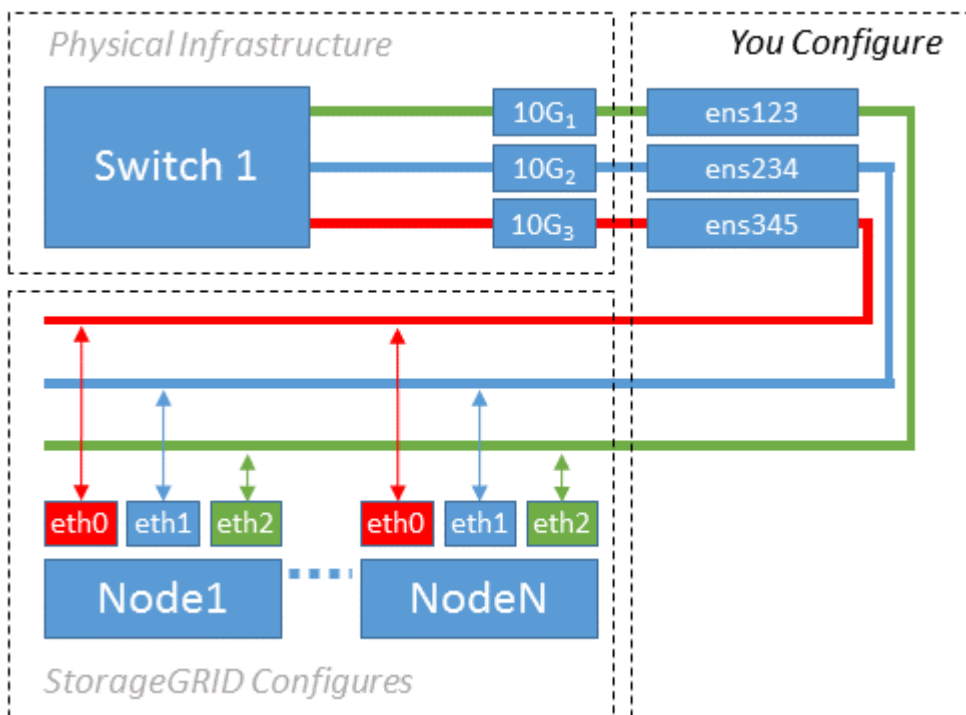 Physical Infrastructure
You Configure
Switch 1
10G₁
ens123
10G₂
ens234
10G₃
ens345
eth0 eth1 eth2
eth0 eth1 eth2
Node1
NodeN
StorageGRID Configures